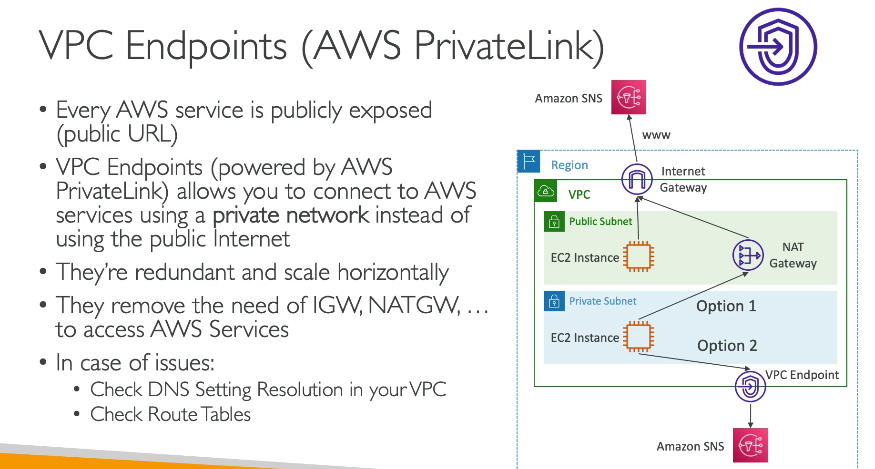 VPC Endpoints (AWS PrivateLink)
• Every AWS service is publicly exposed
(public URL)
• VPC Endpoints (powered by AWS
PrivateLink) allows you to connect to AWS
services using a private network instead of
using the public Internet
• They're redundant and scale horizontally
• They remove the need of IGW, NATGW, …
to access AWS Services
• In case of issues:
• Check DNS Setting Resolution in your VPC
• Check Route Tables
Amazon SNS
www
Region
Internet
Gateway
VPC
Public Subnet
EC2 Instance
NAT
Gateway
Private Subnet
Option 1
EC2 Instance
Option 2
VPC Endpoint
Amazon SNS